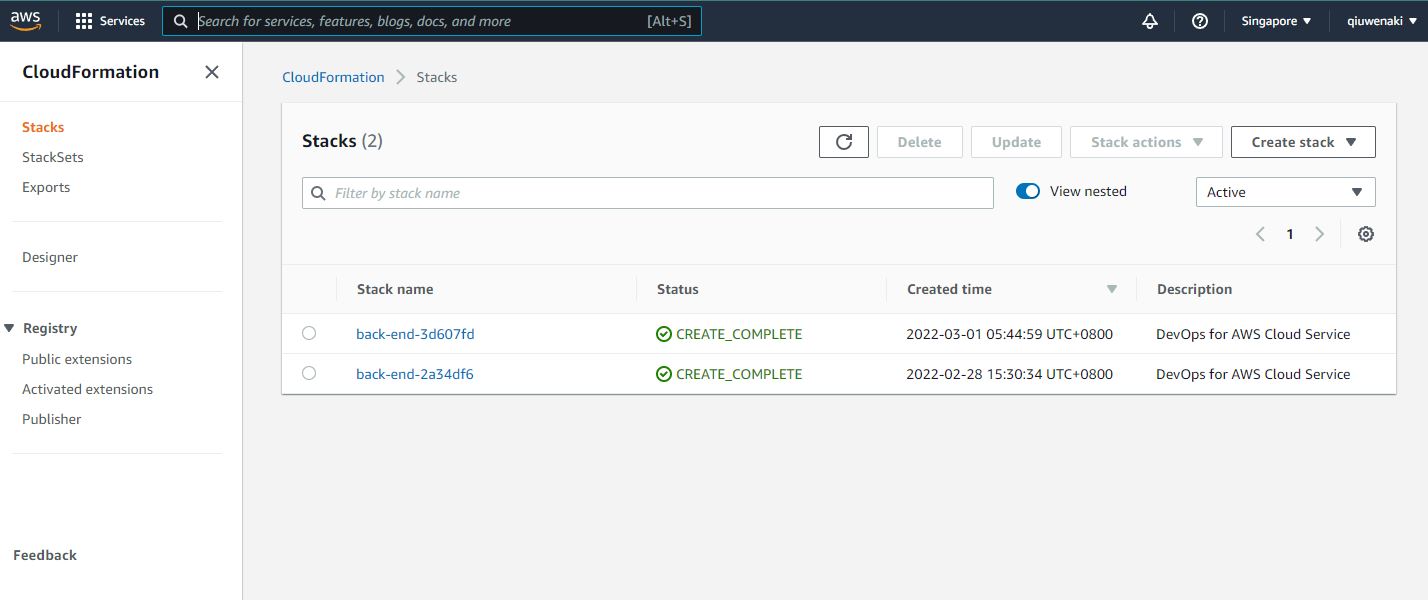 aws Services Search for services, features, blogs, docs, and more [Alt+S] Singapore qiuwenaki
CloudFormation
Stacks
StackSets
Exports
Designer
Registry
Public extensions
Activated extensions
Publisher
Feedback
CloudFormation Stacks
Stacks (2) Delete Update Stack actions Create stack
Filter by stack name View nested Active
1
Stack name Status Created time Description
back-end-3d607fd CREATE_COMPLETE 2022-03-01 05:44:59 UTC+0800 DevOps for AWS Cloud Service
back-end-2a34df6 CREATE_COMPLETE 2022-02-28 15:30:34 UTC+0800 DevOps for AWS Cloud Service